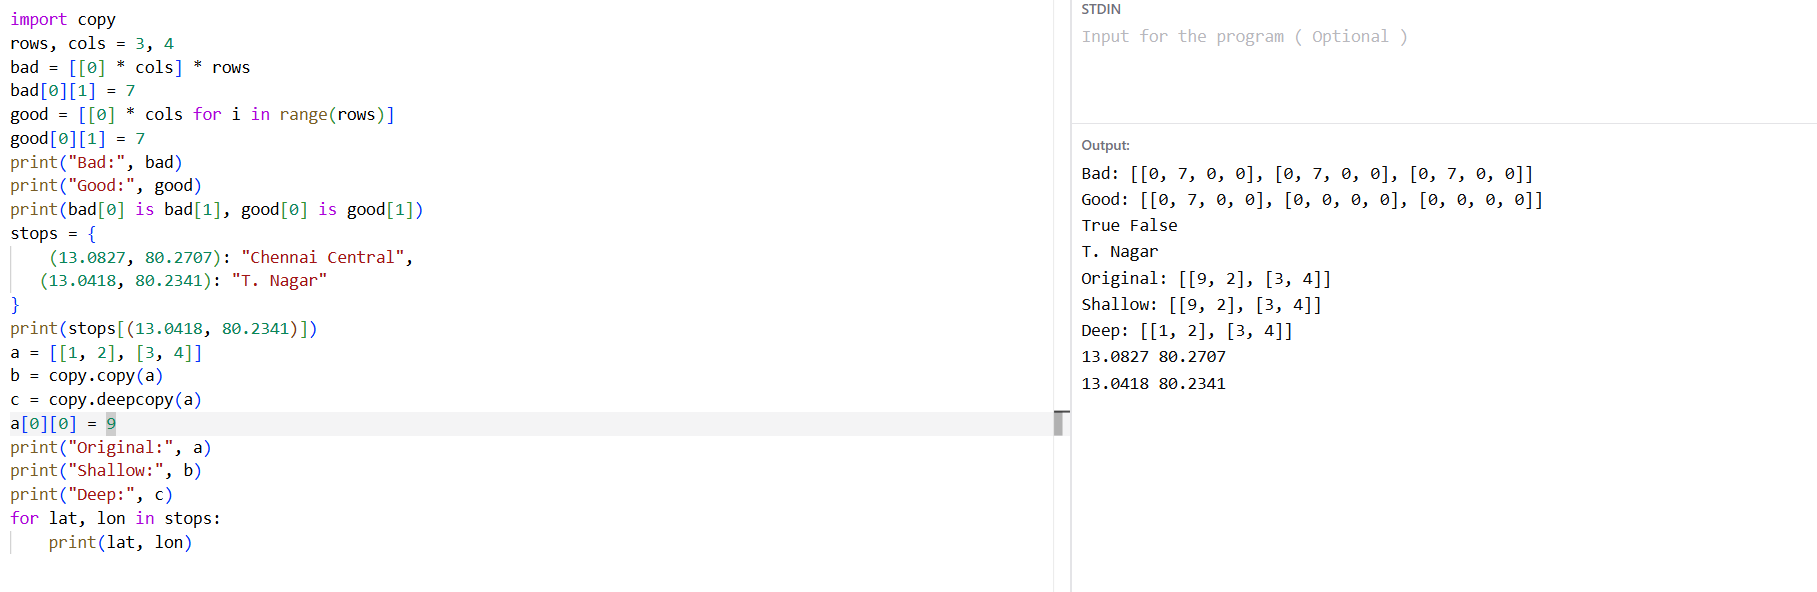 import copy
rows, cols = 3, 4
bad = [[0] * cols] * rows
bad[0][1] = 7
good = [[0] * cols for i in range(rows)]
good[0][1] = 7
print("Bad:", bad)
print("Good:", good)
print(bad[0] is bad[1], good[0] is good[1])
stops = {
    (13.0827, 80.2707): "Chennai Central",
   (13.0418, 80.2341): "T. Nagar"
}
print(stops[(13.0418, 80.2341)])
a = [[1, 2], [3, 4]]
b = copy.copy(a)
c = copy.deepcopy(a)
a[0][0] = 9
print("Original:", a)
print("Shallow:", b)
print("Deep:", c)
for lat, lon in stops:
    print(lat, lon)
STDIN
Input for the program ( Optional )
Output:
Bad: [[0, 7, 0, 0], [0, 7, 0, 0], [0, 7, 0, 0]]
Good: [[0, 7, 0, 0], [0, 0, 0, 0], [0, 0, 0, 0]]
True False
T. Nagar
Original: [[9, 2], [3, 4]]
Shallow: [[9, 2], [3, 4]]
Deep: [[1, 2], [3, 4]]
13.0827 80.2707
13.0418 80.2341